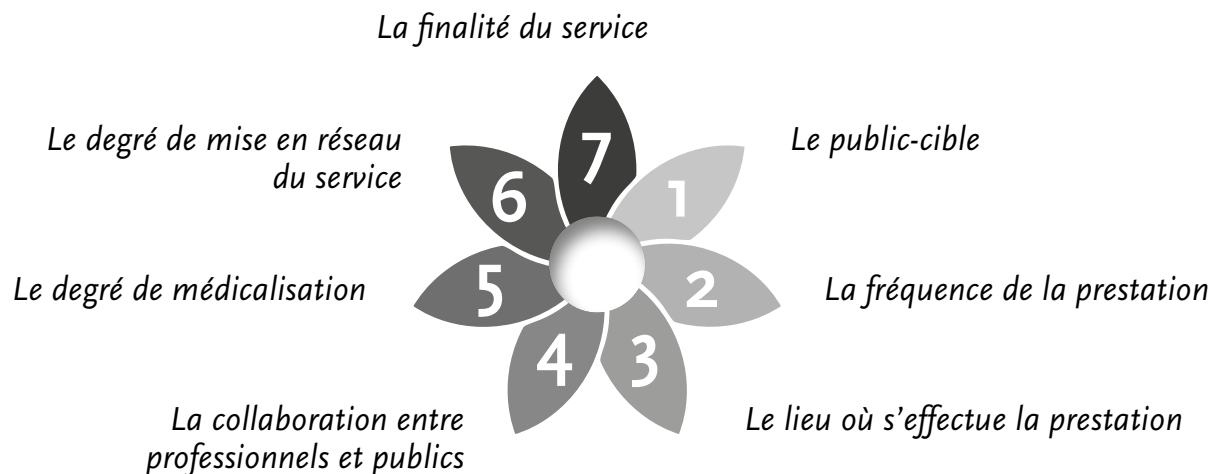 La finalité du service
Le degré de mise en réseau
du service
Le public-cible
7
6
1
Le degré de médicalisation
5
2
La fréquence de la prestation
4
3
La collaboration entre
professionnels et publics
Le lieu où s’effectue la prestation